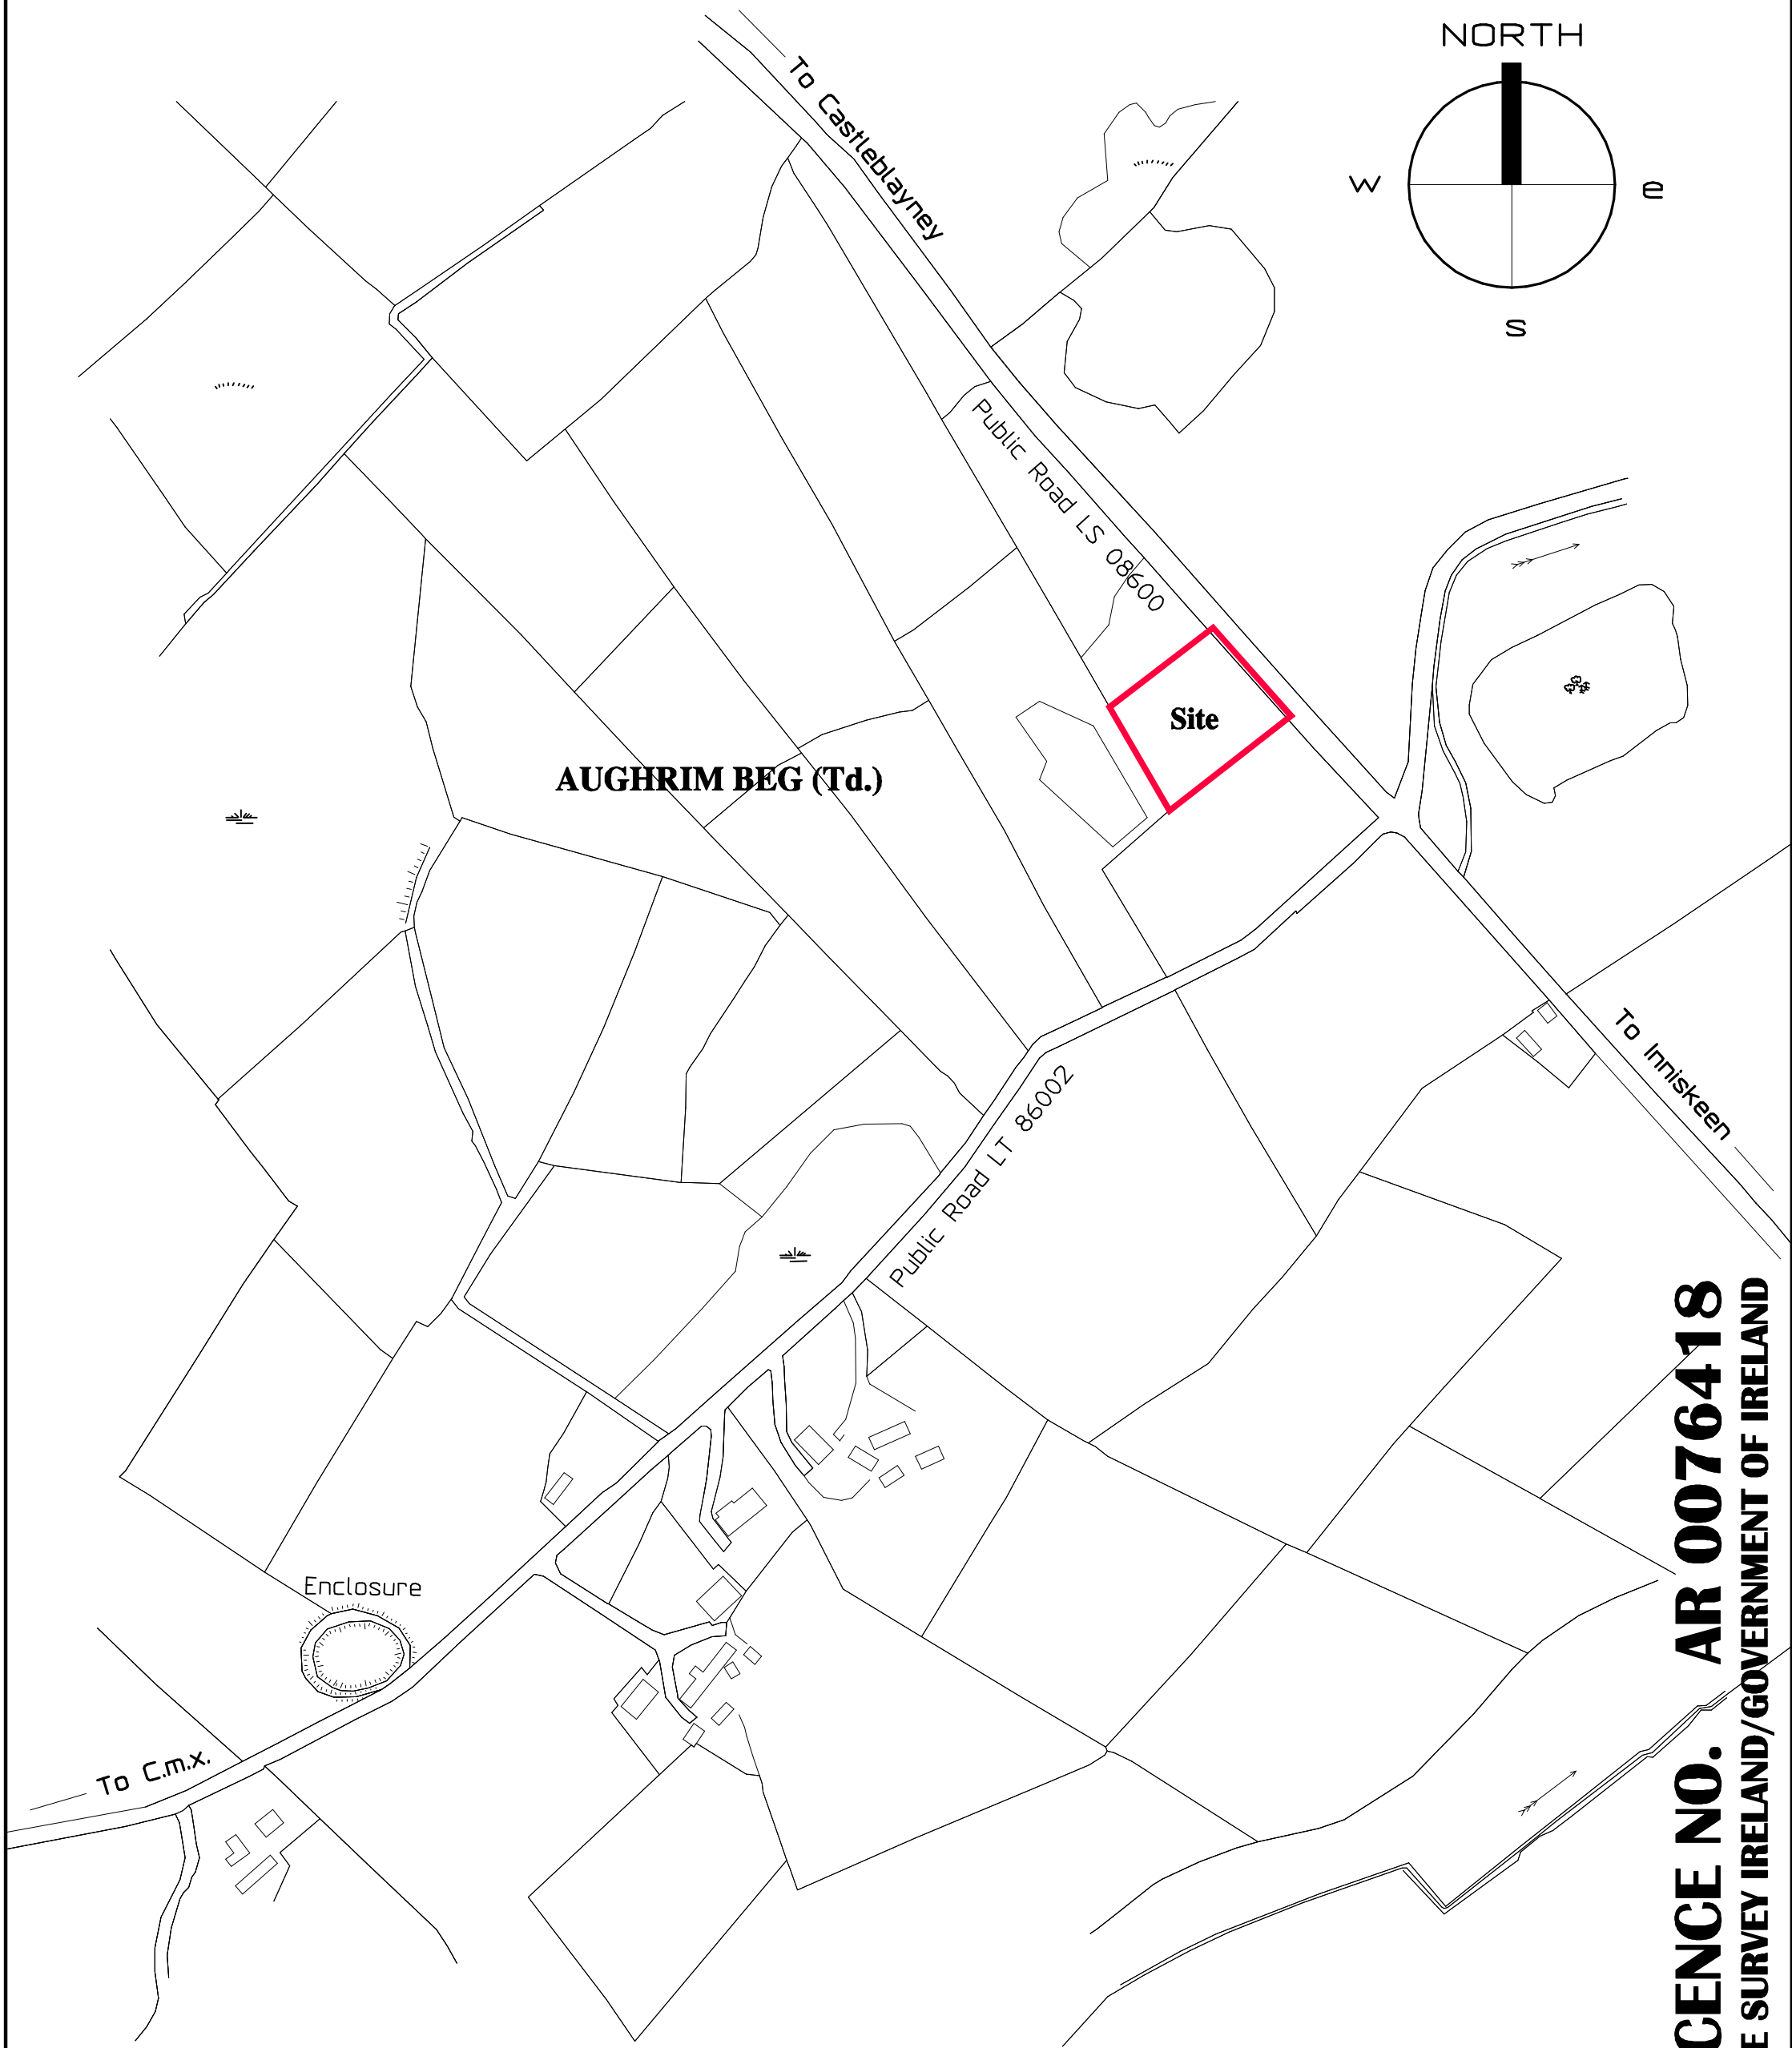 NORTH
W
e
s
To Castleblayney
Public Road LS 08600
Site
AUGHRIM BEG (Td.)
To Inniskeen
Public Road LT 86002
Enclosure
To C.m.x.
CENCE NO. AR 0076418
E SURVEY IRELAND/GOVERNMENT OF IRELAND